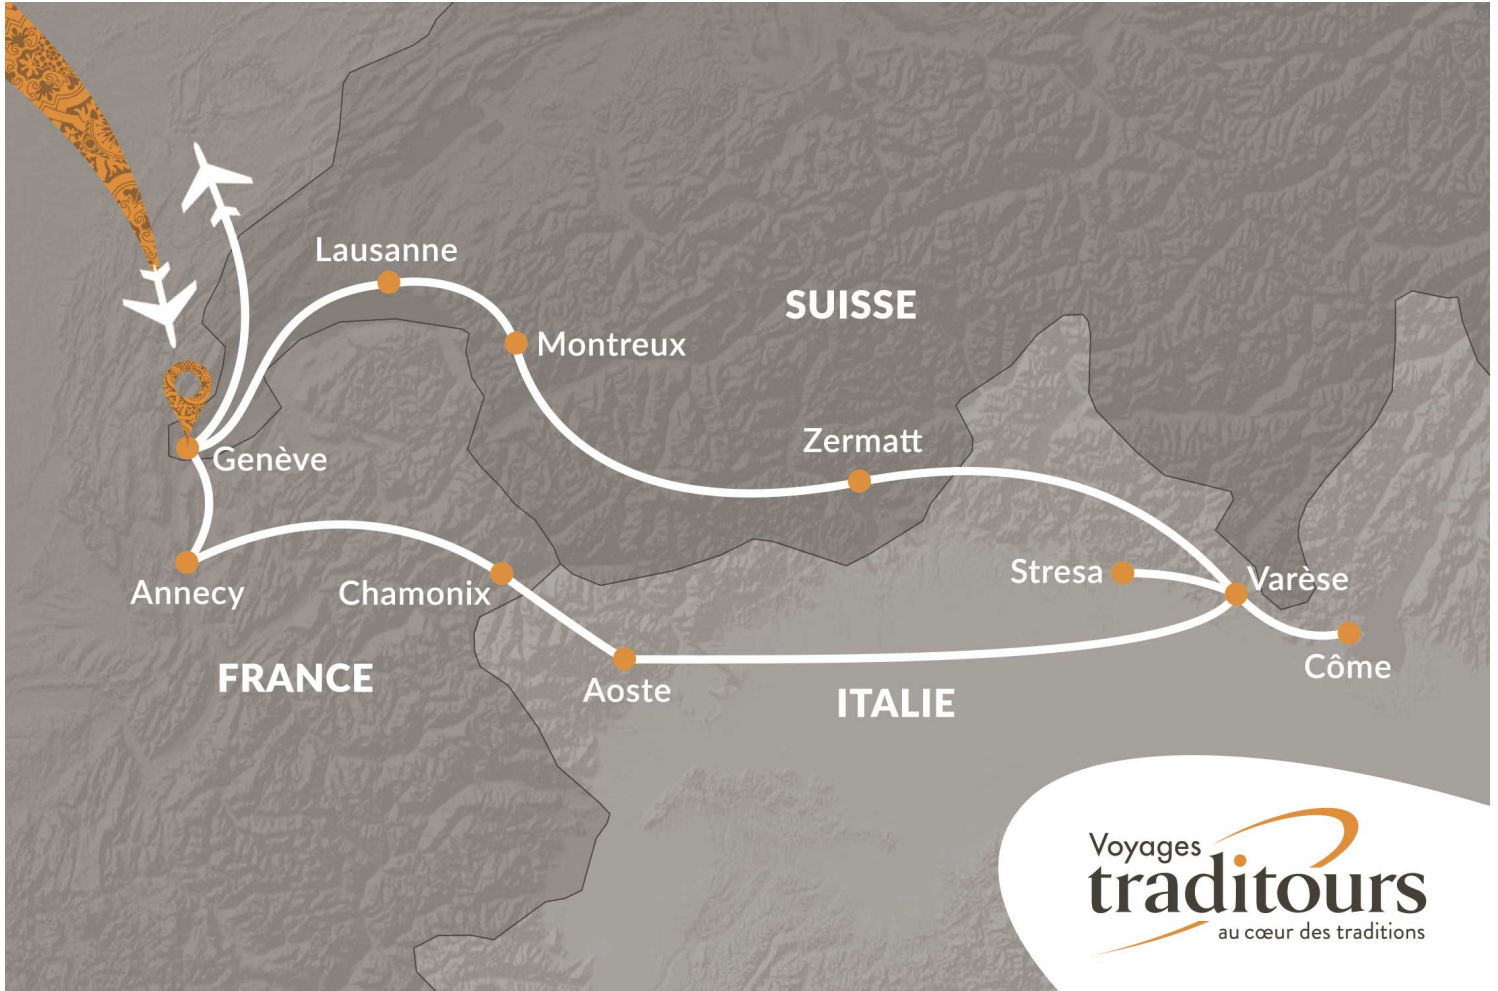 Lausanne
SUISSE
Montreux
Zermatt
Genève
Stresa
Varèse
Annecy
Chamonix
Côme
FRANCE
Aoste
ITALIE
Voyages
traditours
au cœur des traditions